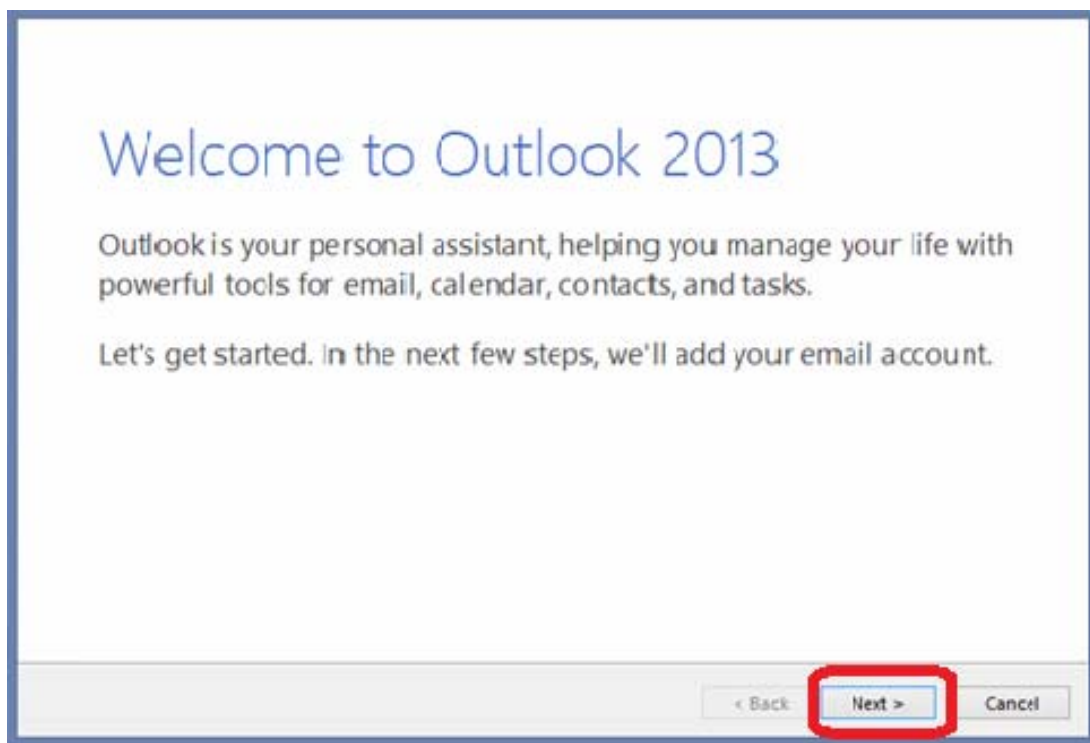 Welcome to Outlook 2013
Outlook is your personal assistant, helping you manage your life with
powerful tools for email, calendar, contacts, and tasks.
Let's get started. In the next few steps, we'll add your email account.
< Back Next > Cancel